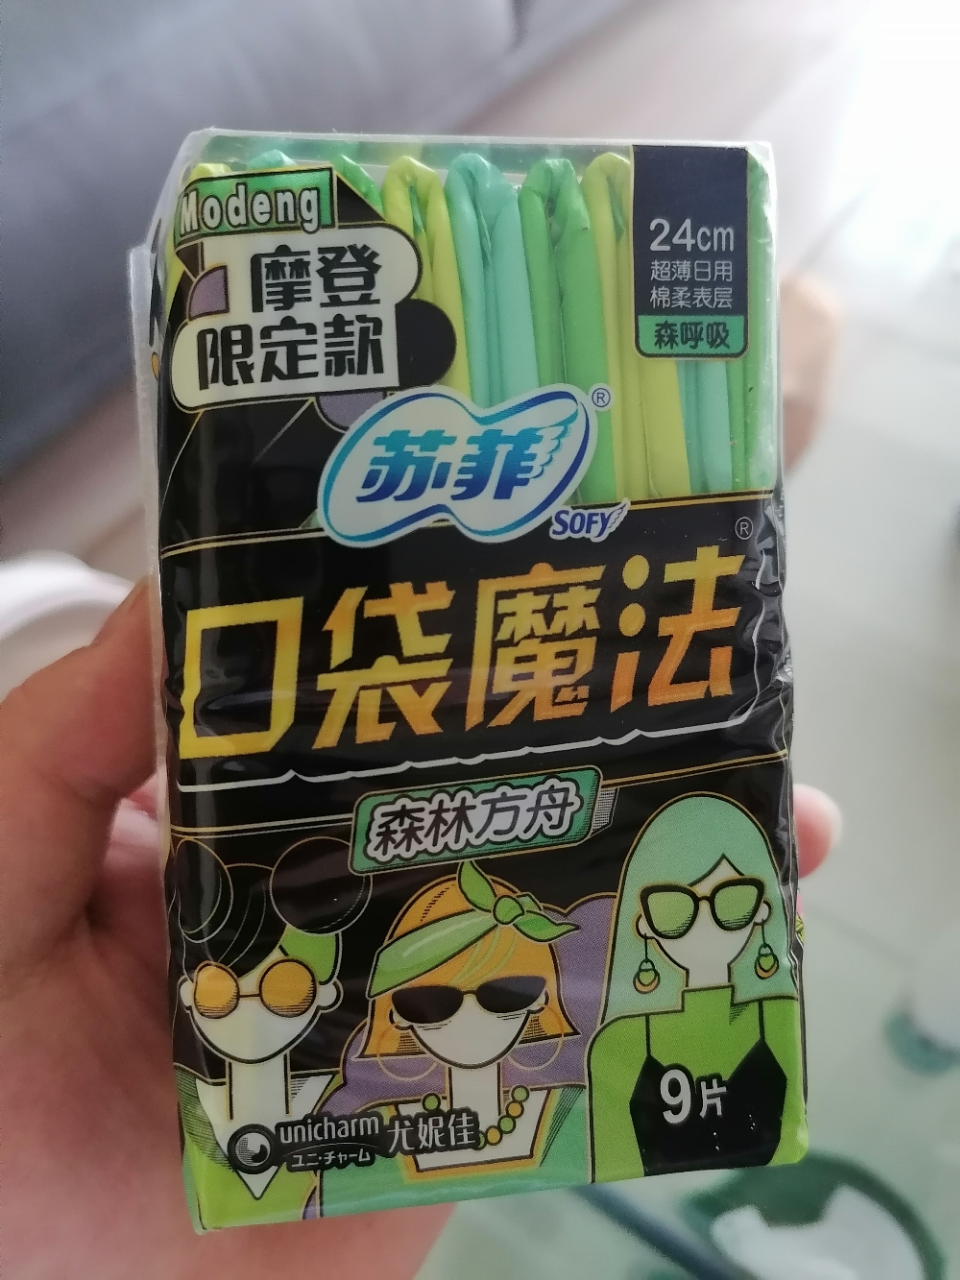 Modeng
摩登
限定款
24cm
超薄日用
棉柔表层
森呼吸
苏菲®
SOFY
口袋魔法®
森林方舟
9片
unicharm 尤妮佳
ユニ・チャーム